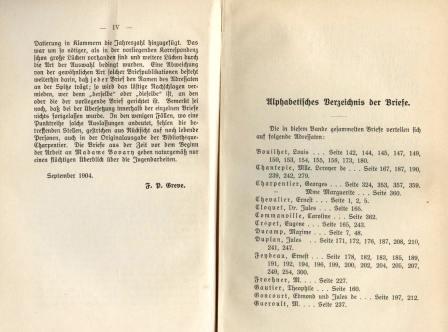 — IV —
Datierung in Klammern die Jahreszahl hinzugefügt. Das
war um so nötiger, als in der vorliegenden Korrespondenz
schon große Lücken vorhanden sind und weitere Lücken durch
die Art der Auswahl bedingt waren. Eine Abweichung
von der gewöhnlichen Art solcher Briefpublikationen besteht
weiterhin darin, daß jeder Brief den Namen des Adressaten
an der Spitze trägt; so wird das lästige Nachschlagen ver-
mieden, wer denn „derselbe“ oder „dieselbe“ ist, an den
oder die der vorliegende Brief gerichtet ist. Bemerkt sei
noch, daß bei der Übersetzung innerhalb der einzelnen Briefe
nichts fortgelassen wurde. In den wenigen Fällen, wo eine
Punktreihe solche Auslassungen andeutet, fehlen die be-
treffenden Stellen, gestrichen aus Rücksicht auf noch lebende
Personen, auch in der Originalausgabe der Bibliothèque-
Charpentier. Die Briefe aus der Zeit vor dem Beginn
der Arbeit an Madame Bovary geben naturgemäß nur
einen flüchtigen Überblick über die Jugendarbeiten.
September 1904.
F. P. Greve.
Alphabetisches Verzeichnis der Briefe.
Die in diesem Bande gesammelten Briefe verteilen sich
auf folgende Adressaten:
Bouilhet, Louis . . . Seite 142, 144, 145, 147, 149,
150, 153, 154, 155, 159, 173, 180.
Chantepie, Mlle. Leroyer de . . . Seite 167, 187, 190,
239, 242, 279.
Charpentier, Georges . . . Seite 324, 353, 357, 359.
„ Mme Marguerite . . . Seite 360.
Chevalier, Ernest . . . Seite 1, 2, 5.
Cloquet, Dr. Jules . . . Seite 165.
Commanville, Caroline . . . Seite 362.
Crépet, Eugène . . . Seite 165, 243.
Ducamp, Maxime . . . Seite 7, 48.
Duplan, Jules . . . Seite 171, 172, 176, 187, 208, 210,
241, 247.
Feydeau, Ernest . . . Seite 178, 182, 183, 185, 189,
191, 192, 194, 196, 199, 200, 202, 204, 205, 207,
249, 254, 300.
Froehner, M. . . . Seite 227.
Gautier, Théophile . . . Seite 160.
Goncourt, Edmond und Jules de . . . Seite 197, 212.
Gueroult, M. . . . Seite 237.